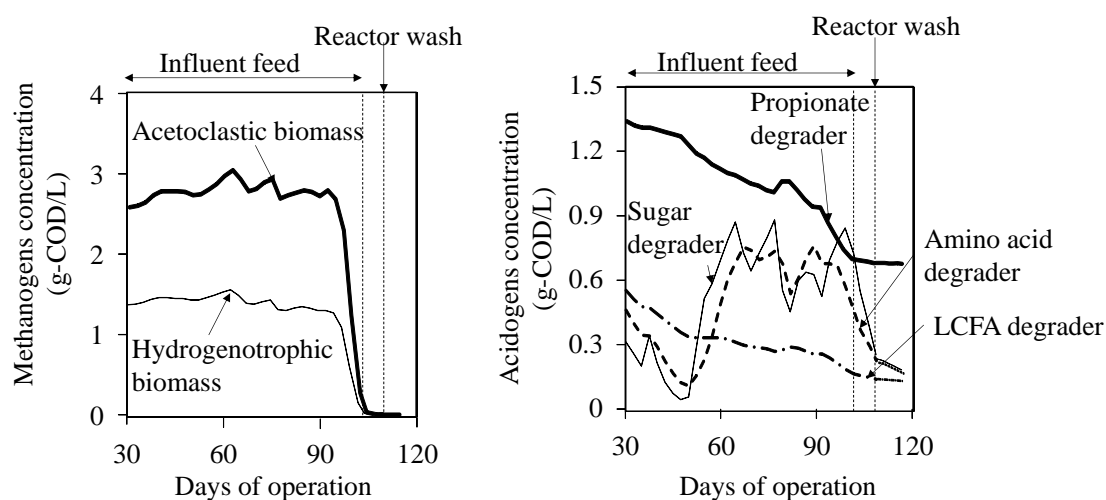 Reactor wash
Influent feed
4
3
2
1
0
Methanogens concentration
(g-COD/L)
Acetoclastic biomass
Hydrogenotrophic
biomass
30
60
90
120
Days of operation
Reactor wash
Influent feed
1.5
1.2
0.9
0.6
0.3
0
Acidogens concentration
(g-COD/L)
Propionate
degrader
Sugar
degrader
Amino acid
degrader
LCFA degrader
30
60
90
120
Days of operation